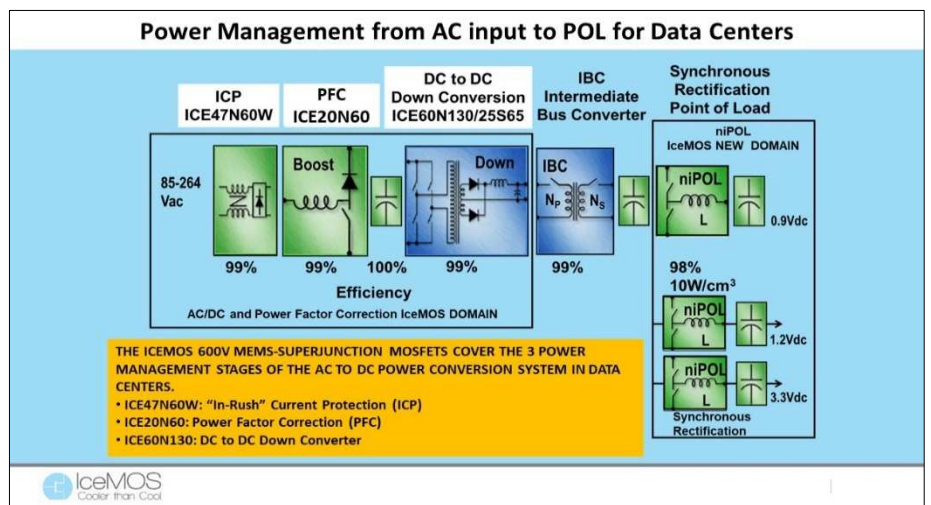 Power Management from AC input to POL for Data Centers
ICP
ICE47N60W
PFC
ICE20N60
DC to DC
Down Conversion
ICE60N130/25S65
IBC
Intermediate
Bus Converter
Synchronous
Rectification
Point of Load
niPOL
IceMOS NEW DOMAIN
85-264
Vac
Boost
Down
IBC
NP NS
niPOL
L
0.9Vdc
99%
99%
100%
99%
99%
Efficiency
AC/DC and Power Factor Correction IceMOS DOMAIN
98%
10W/cm³
niPOL
L
1.2Vdc
niPOL
L
3.3Vdc
Synchronous
Rectification
THE ICEMOS 600V MEMS-SUPERJUNCTION MOSFETS COVER THE 3 POWER
MANAGEMENT STAGES OF THE AC TO DC POWER CONVERSION SYSTEM IN DATA
CENTERS.
• ICE47N60W: “In-Rush” Current Protection (ICP)
• ICE20N60: Power Factor Correction (PFC)
• ICE60N130: DC to DC Down Converter
IceMOS
Cooler than Cool